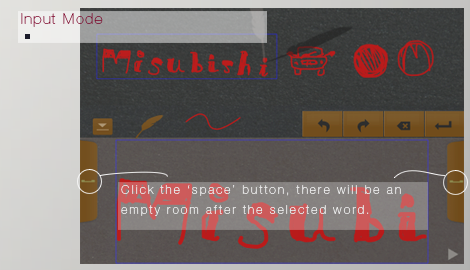 Input Mode
Misubishi
Click the 'space' button, there will be an
empty room after the selected word.
Misubi